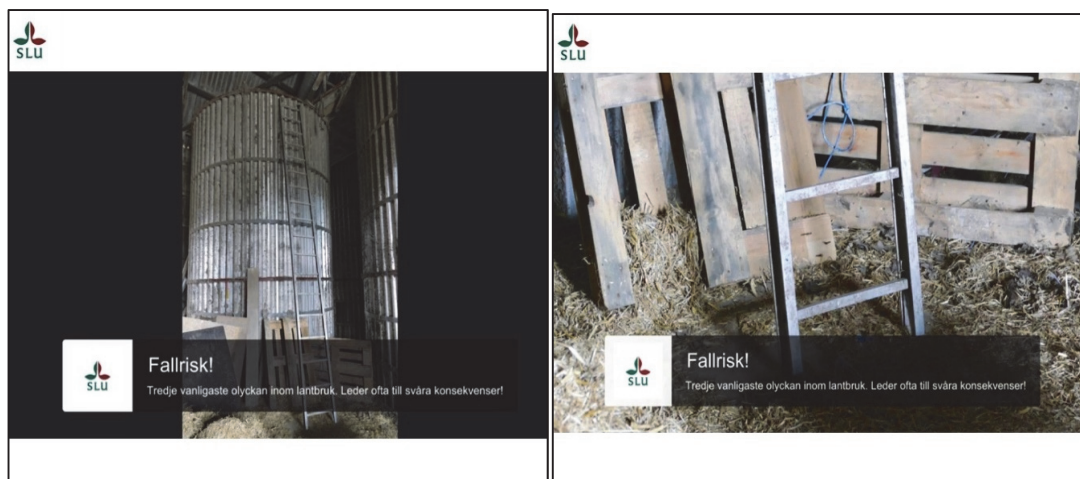 SLU
SLU
Fallrisk!
Tredje vanligaste olyckan inom lantbruk. Leder ofta till svåra konsekvenser!
SLU
SLU
Fallrisk!
Tredje vanligaste olyckan inom lantbruk. Leder ofta till svåra konsekvenser!
SLU